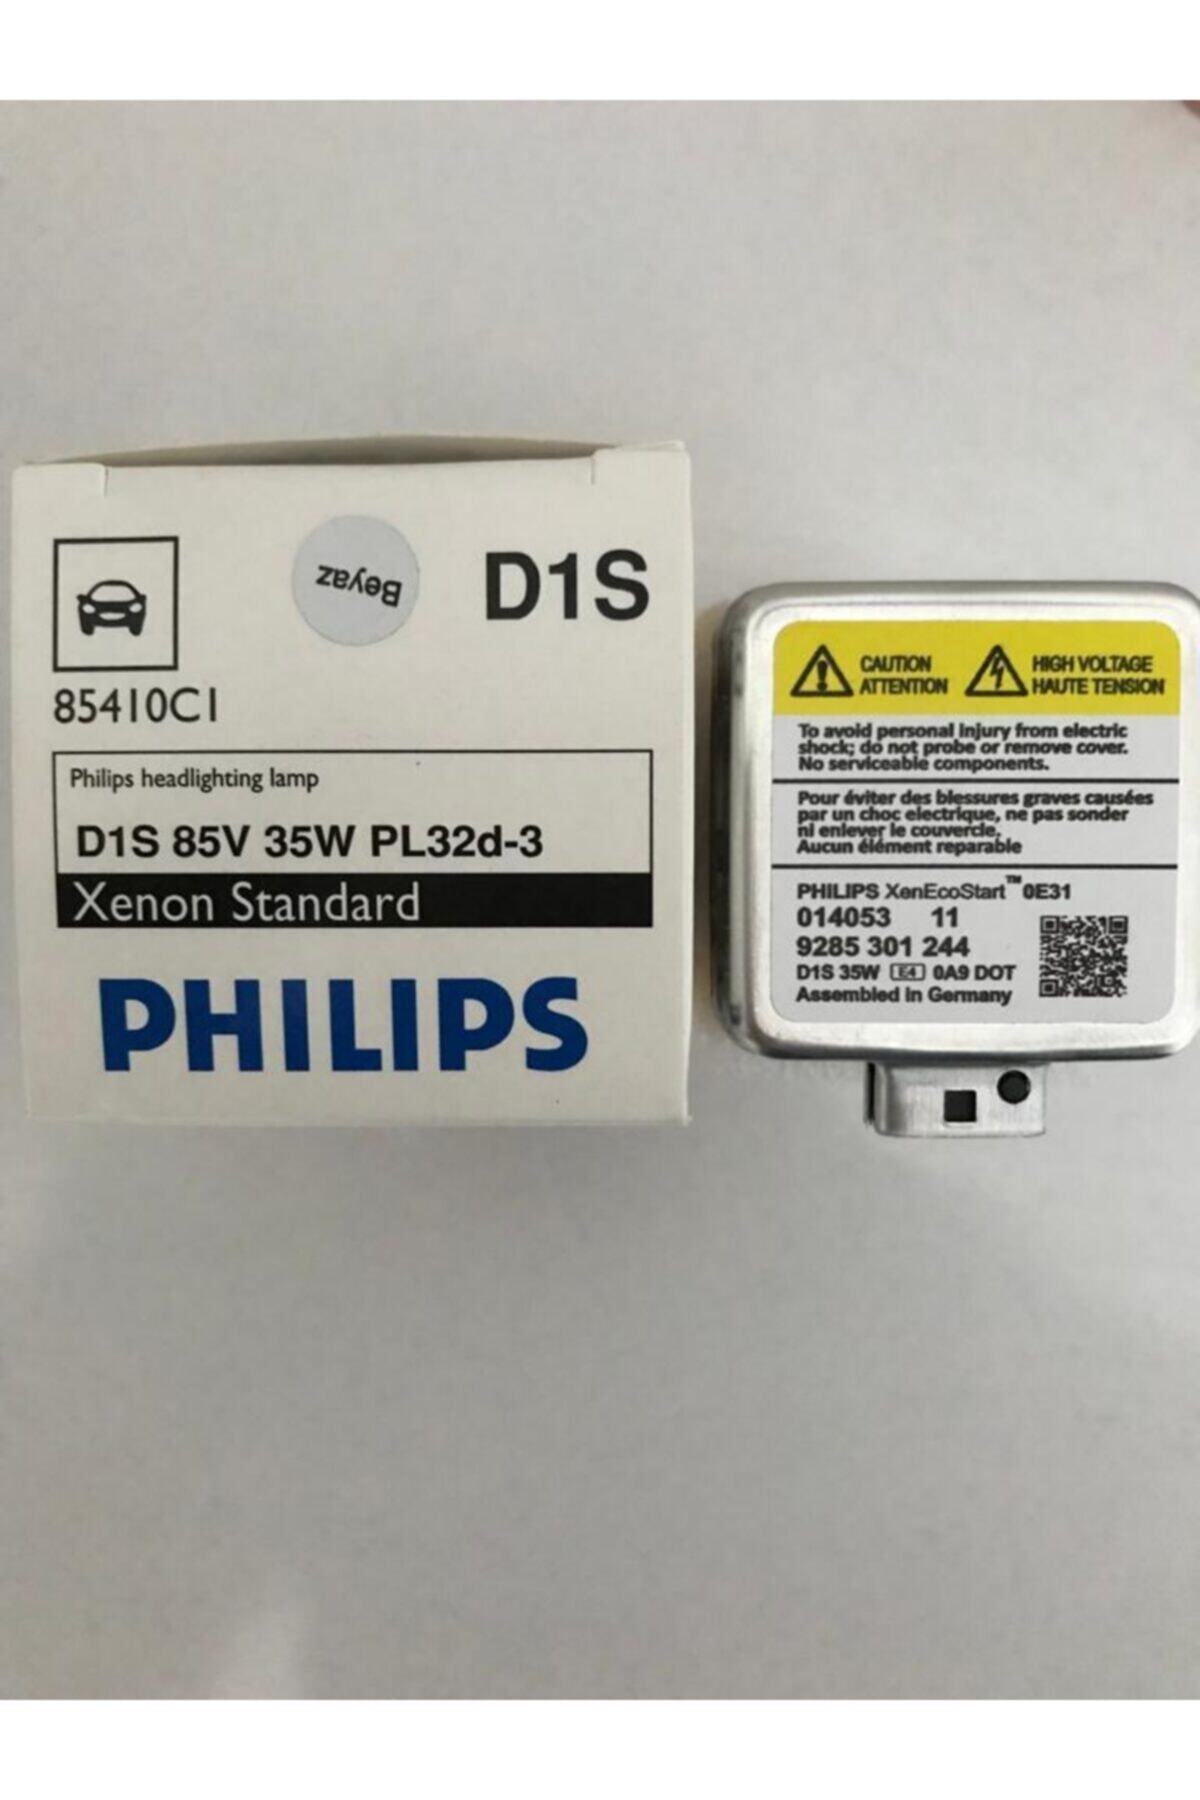 Beyaz
D1S
85410C1
Philips headlighting lamp
D1S 85V 35W PL32d-3
Xenon Standard
PHILIPS
CAUTION
ATTENTION
HIGH VOLTAGE
HAUTE TENSION
To avoid personal injury from electric
shock; do not probe or remove cover.
No serviceable components.
Pour éviter des blessures graves causées
par un choc electrique, ne pas sonder
ni enlever le couvercle.
Aucun élément reparable
PHILIPS XenEcoStart™ 0E31
014053 11
9285 301 244
D1S 35W E4 0A9 DOT
Assembled in Germany